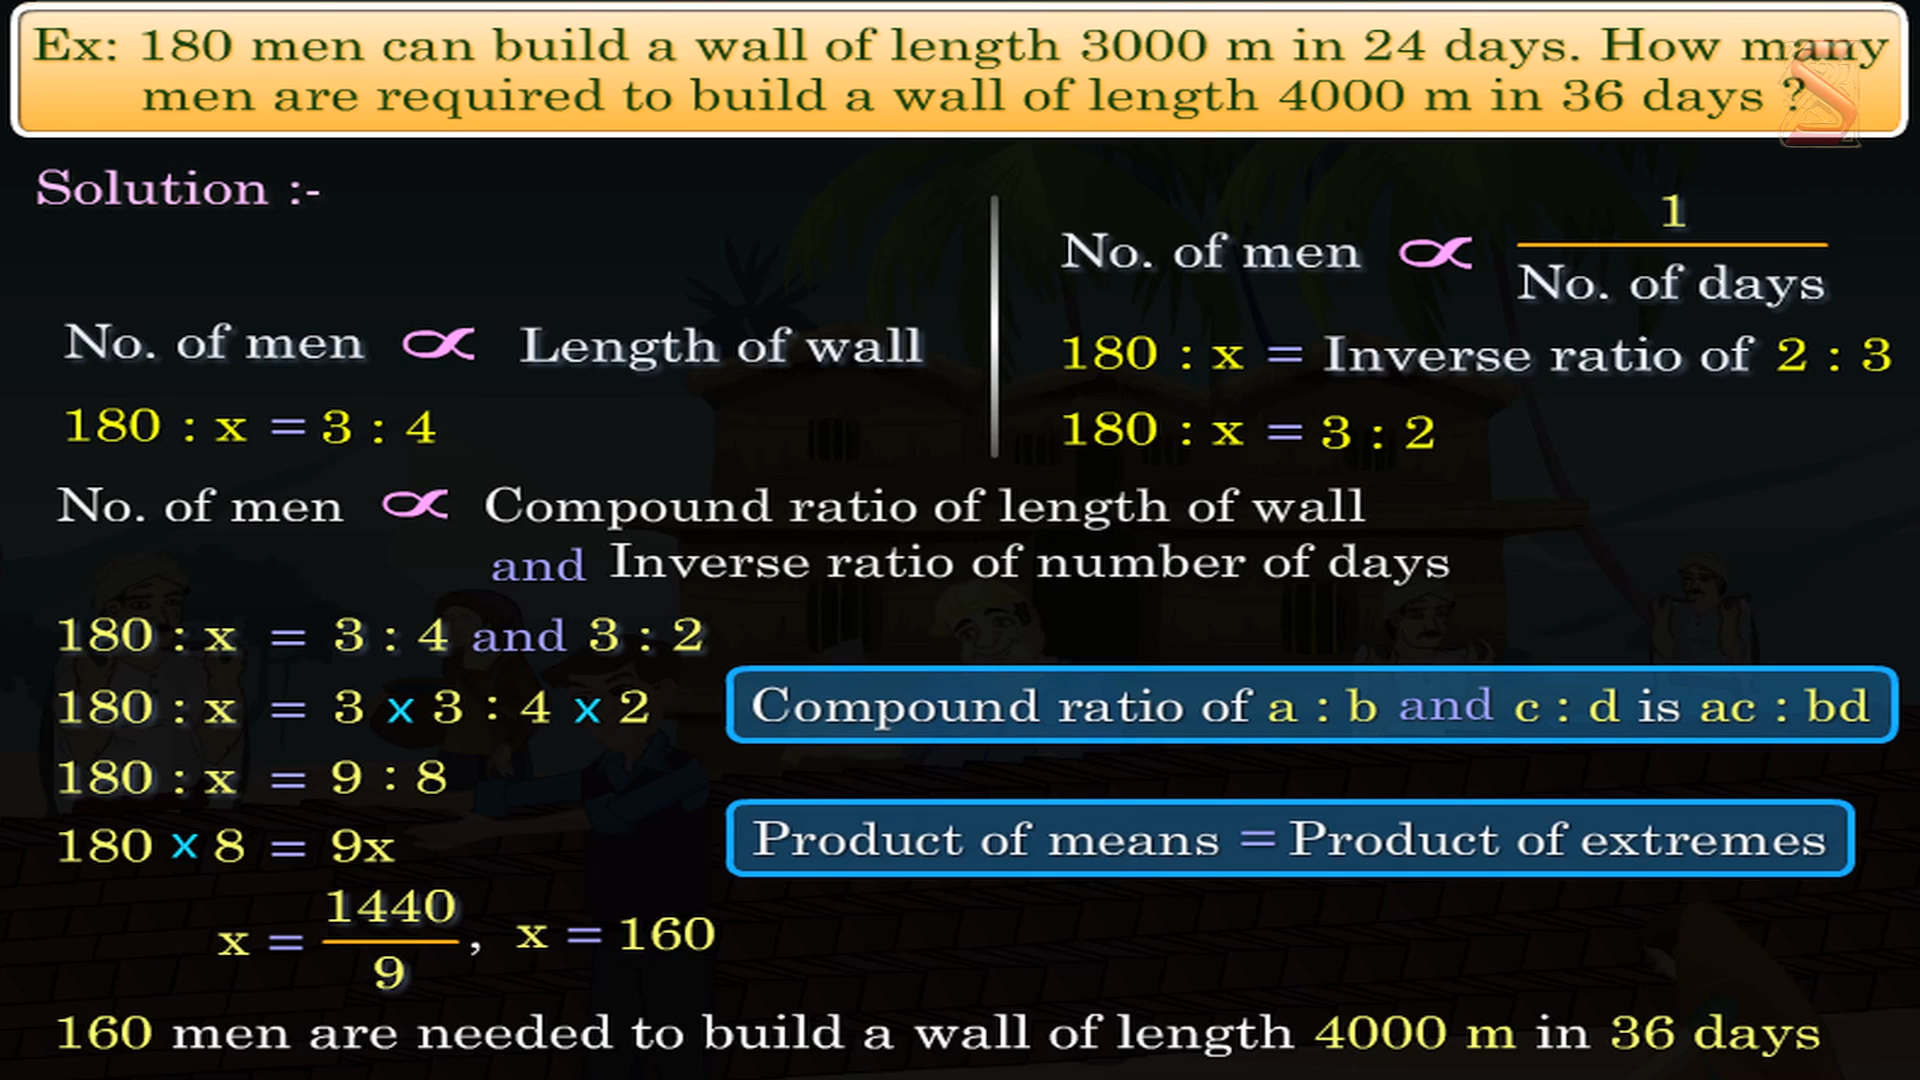 Ex: 180 men can build a wall of length 3000 m in 24 days. How many
men are required to build a wall of length 4000 m in 36 days ?
Solution :-
No. of men ∝ Length of wall
180 : x = 3 : 4
No. of men ∝ 1
No. of days
180 : x = Inverse ratio of 2 : 3
180 : x = 3 : 2
No. of men ∝ Compound ratio of length of wall
and Inverse ratio of number of days
180 : x = 3 : 4 and 3 : 2
180 : x = 3 x 3 : 4 x 2
Compound ratio of a : b and c : d is ac : bd
180 : x = 9 : 8
180 x 8 = 9x
Product of means = Product of extremes
x = 1440/9, x = 160
160 men are needed to build a wall of length 4000 m in 36 days